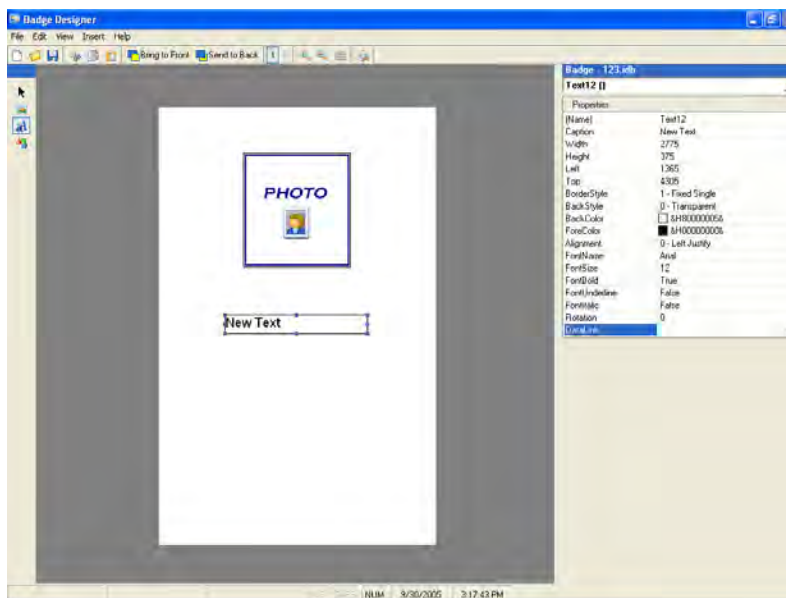 Badge Designer
File Edit View Insert Help
Bring to Front Send to Back
Badge - 123.idb
Text12 ()
Properties
(Name) Text12
Caption New Text
Width 2775
Height 375
Left 1365
Top 4305
BorderStyle 1 - Fixed Single
BackStyle 0 - Transparent
BackColor &H80000005&
ForeColor &H00000000&
Alignment 0 - Left Justify
FontName Arial
FontSize 12
FontBold True
FontUnderline False
FontItalic False
Rotation 0
DataLink
PHOTO
New Text
NUM 9/30/2005 3:17:43 PM